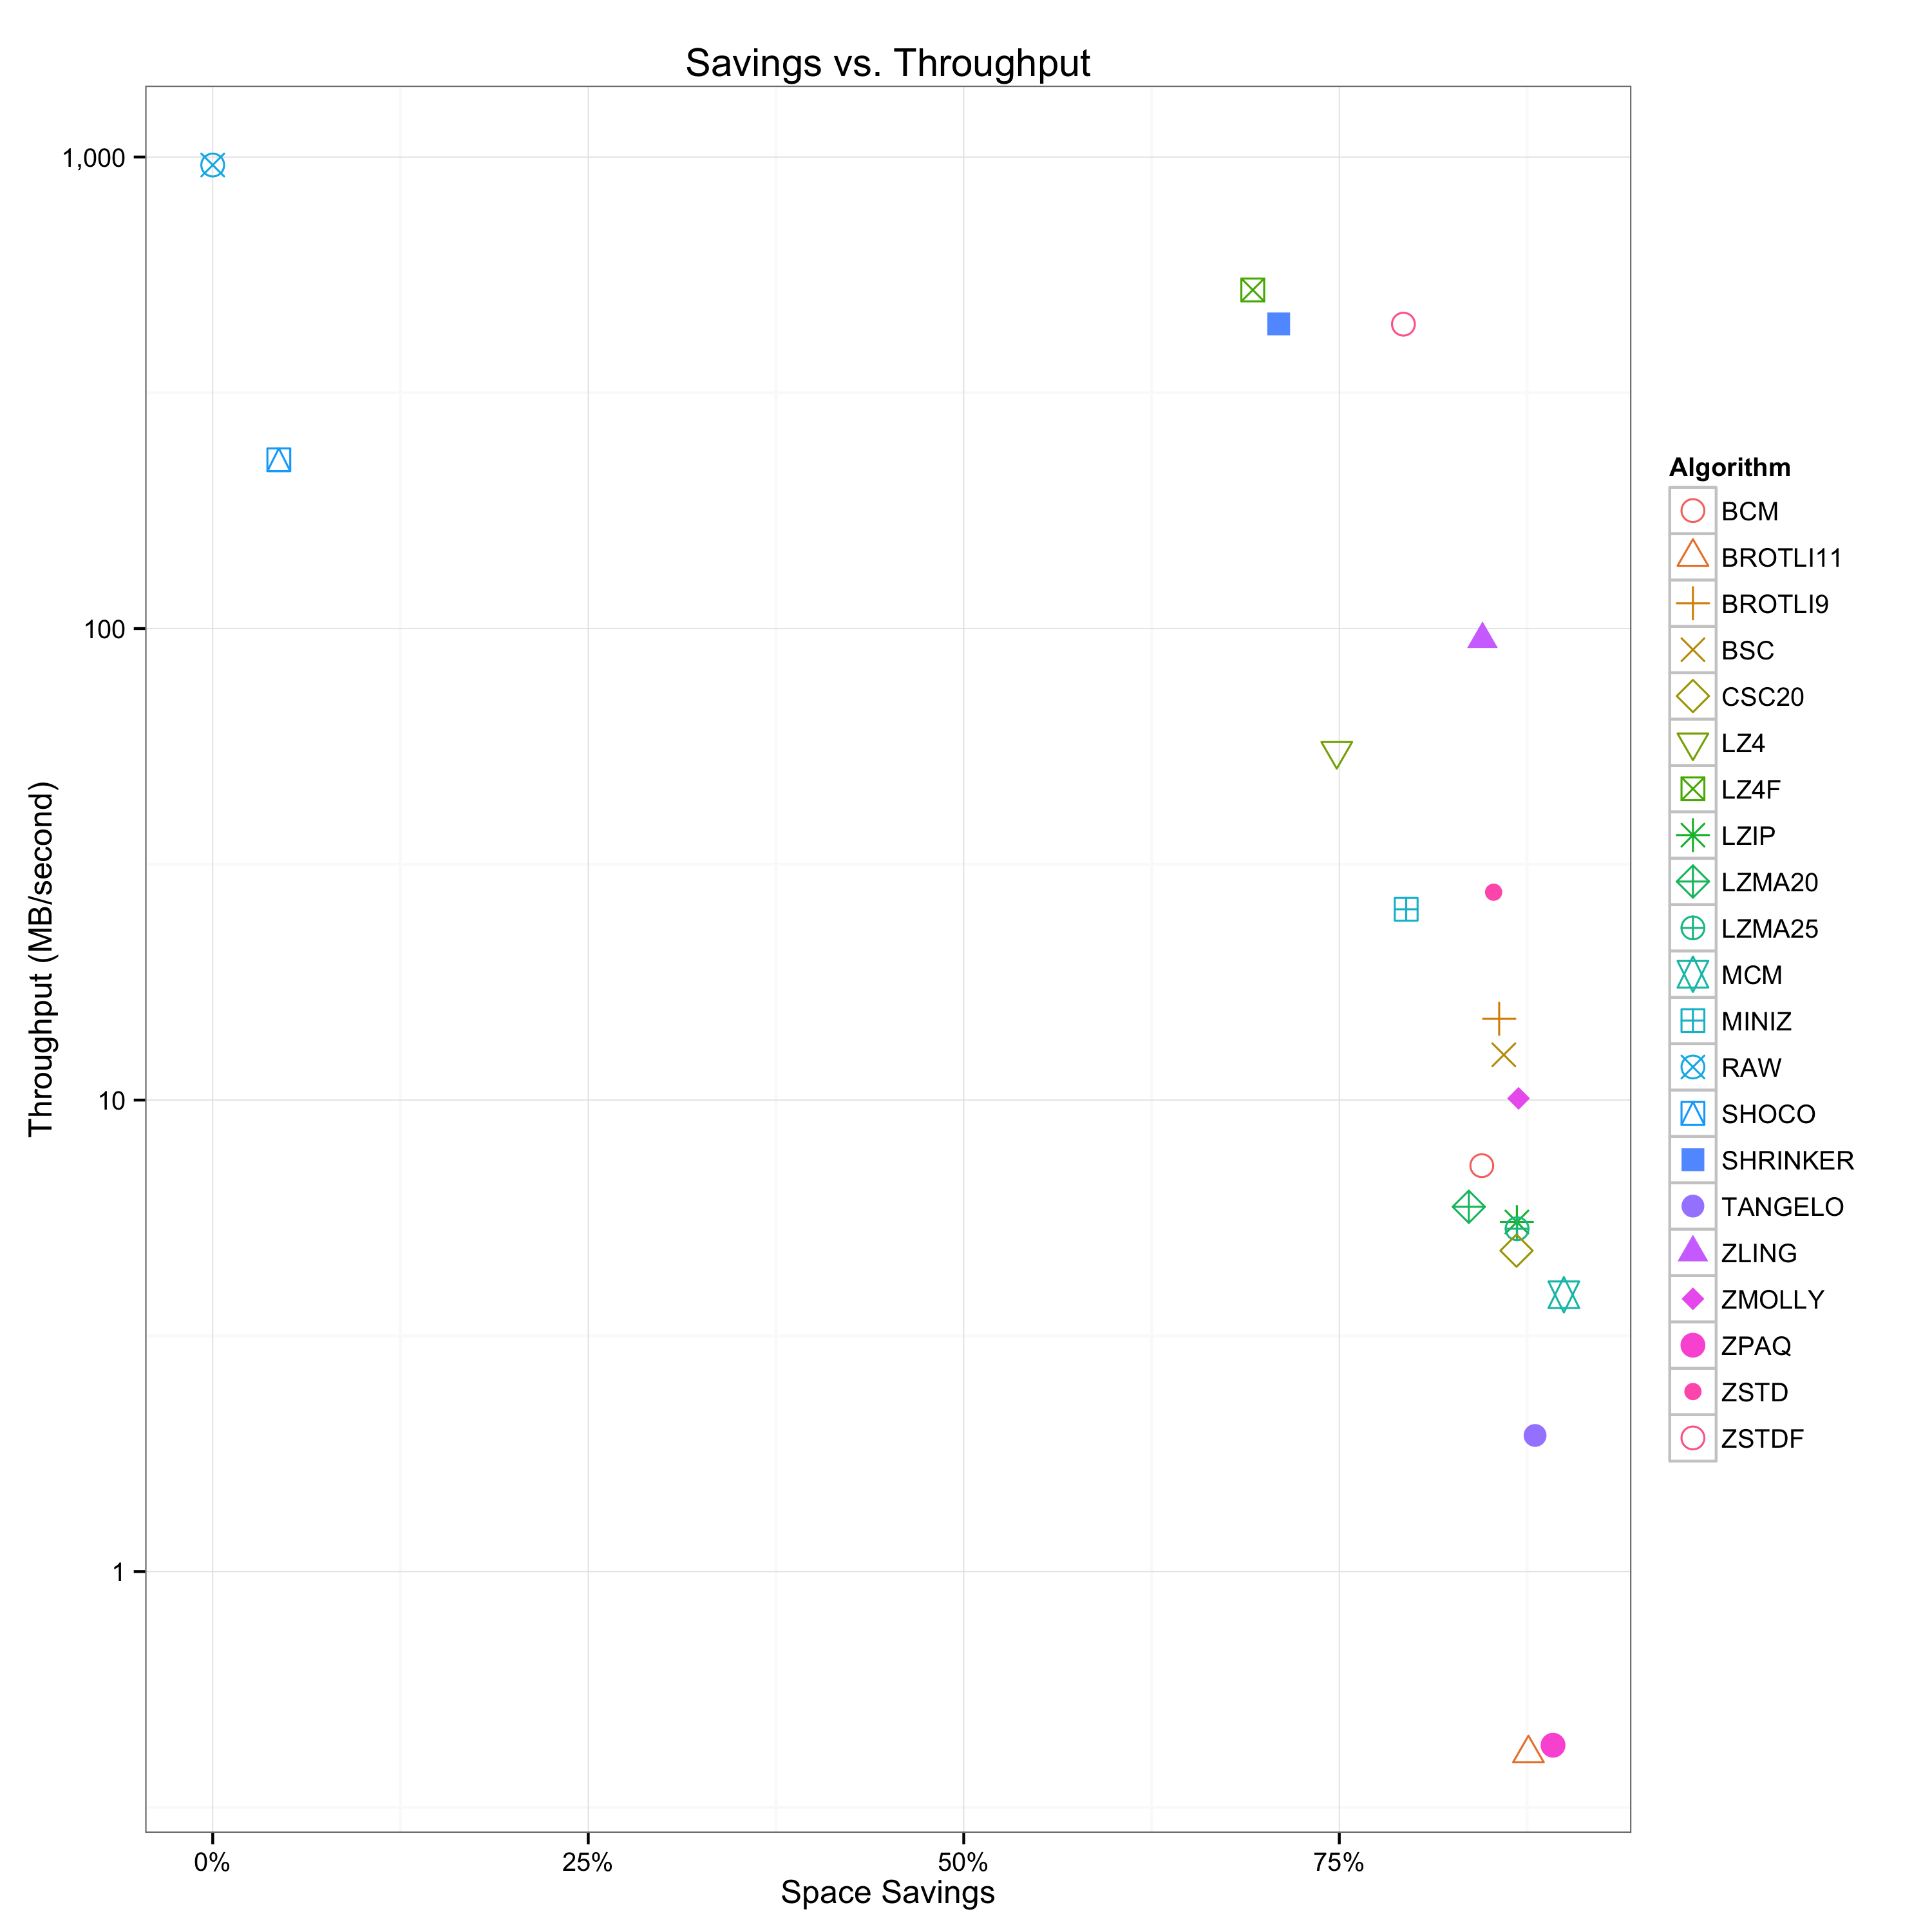 Savings vs. Throughput
1,000
100
10
1
Throughput (MB/second)
0%
25%
50%
75%
Space Savings
Algorithm
BCM
BROTLI11
BROTLI9
BSC
CSC20
LZ4
LZ4F
LZIP
LZMA20
LZMA25
MCM
MINIZ
RAW
SHOCO
SHRINKER
TANGELO
ZLING
ZMOLLY
ZPAQ
ZSTD
ZSTDF